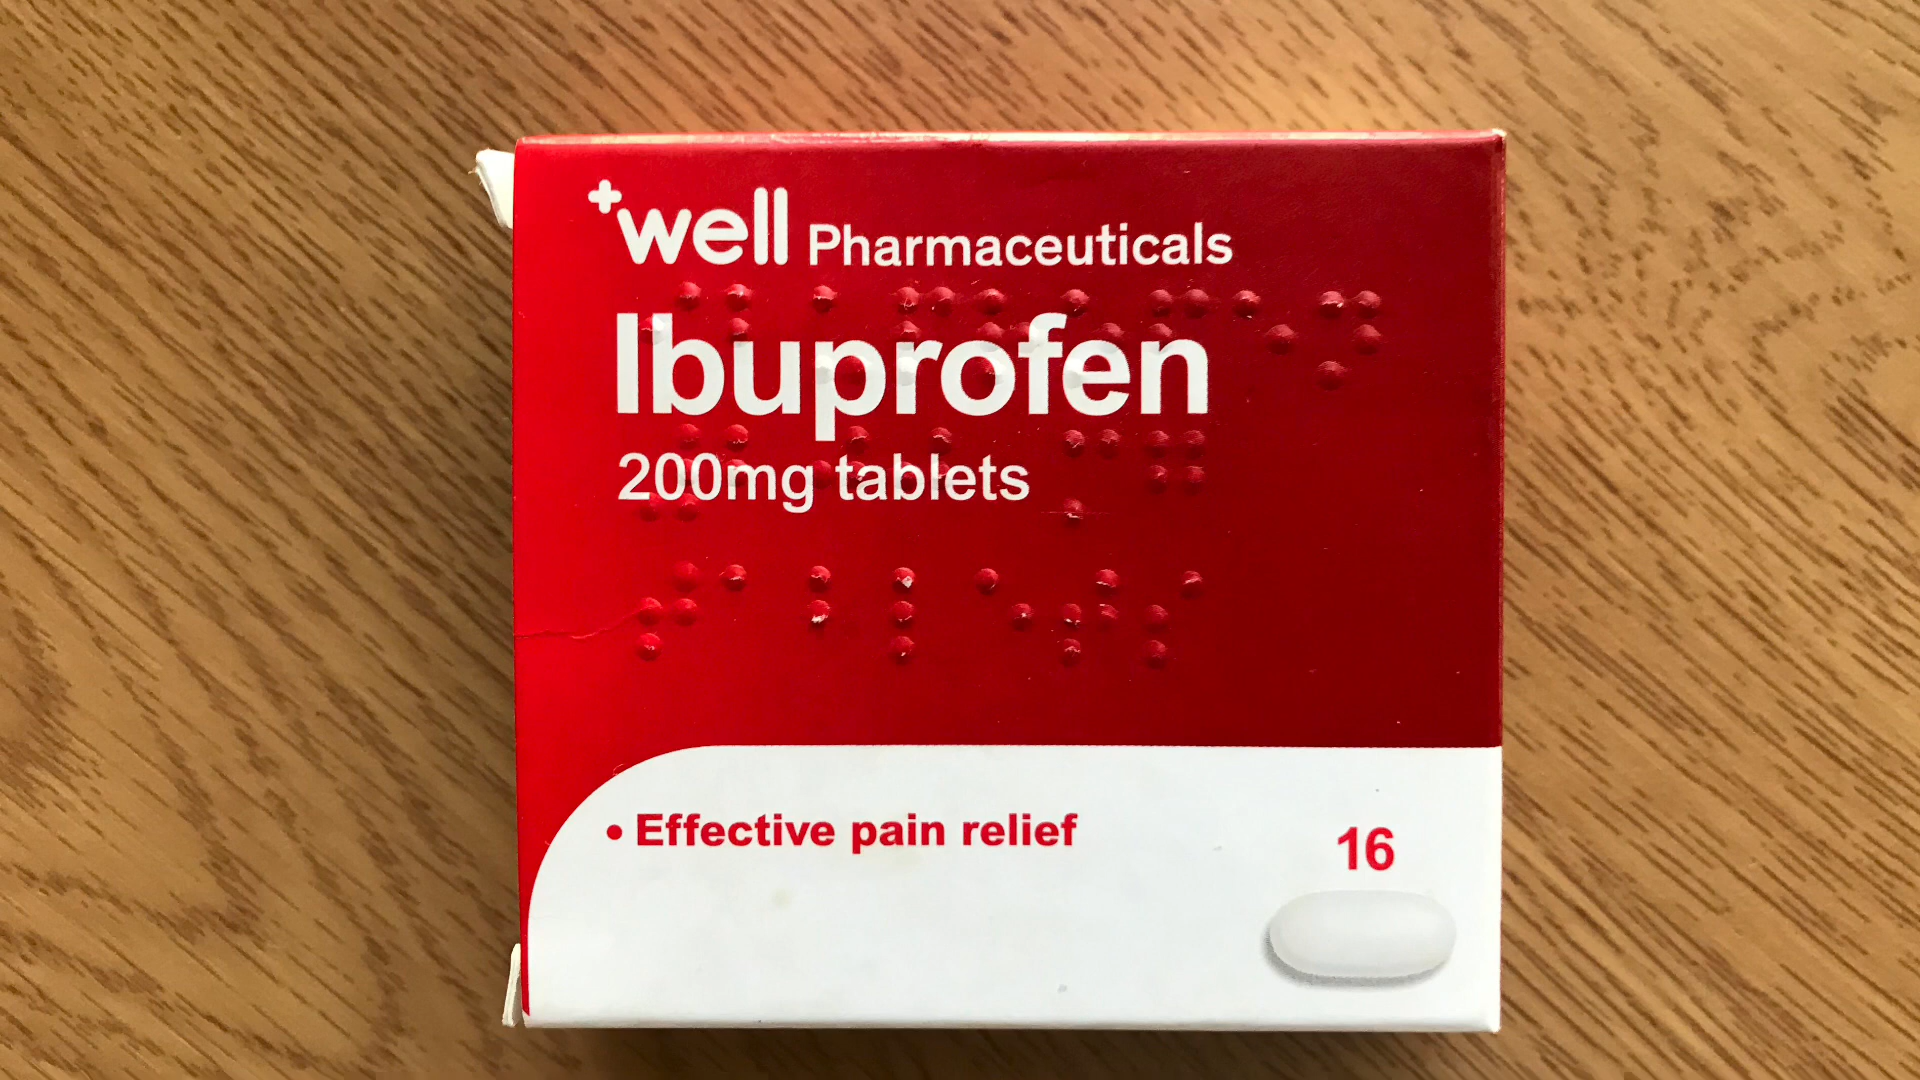 well Pharmaceuticals
Ibuprofen
200mg tablets
• Effective pain relief
16